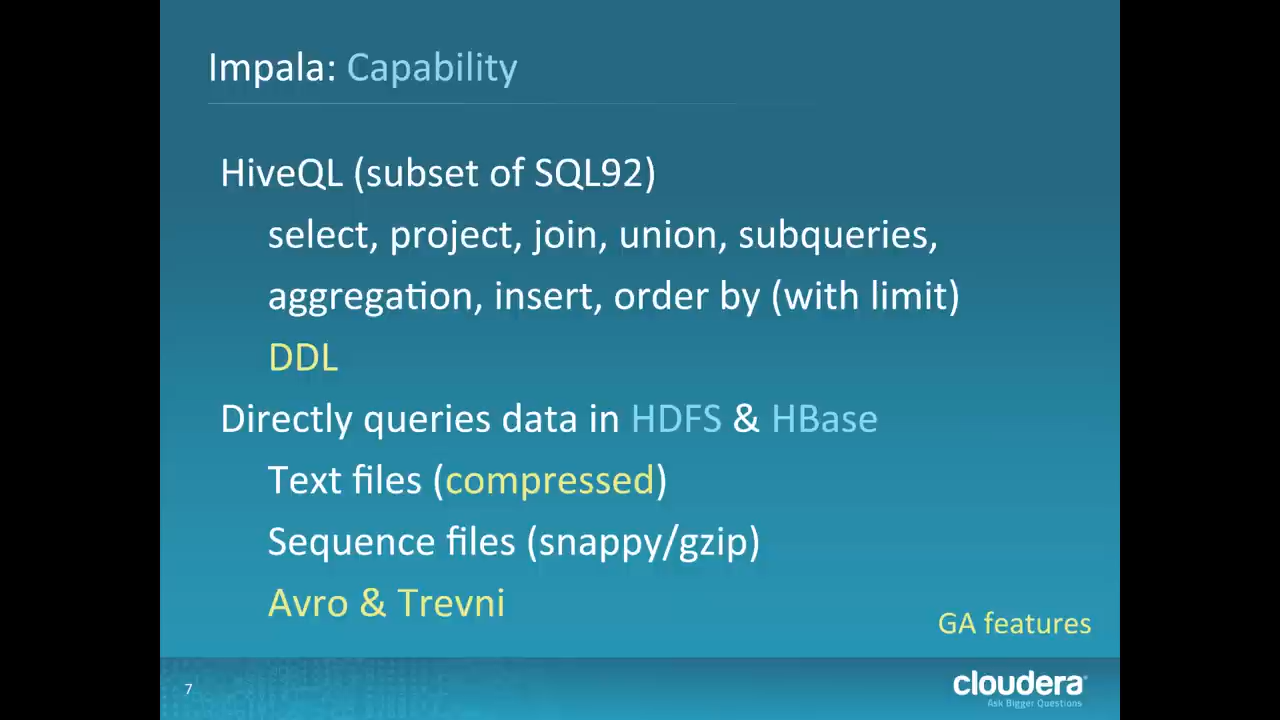 Impala: Capability
HiveQL (subset of SQL92)
select, project, join, union, subqueries,
aggregation, insert, order by (with limit)
DDL
Directly queries data in HDFS & HBase
Text files (compressed)
Sequence files (snappy/gzip)
Avro & Trevni
GA features
7
cloudera
Ask Bigger Questions